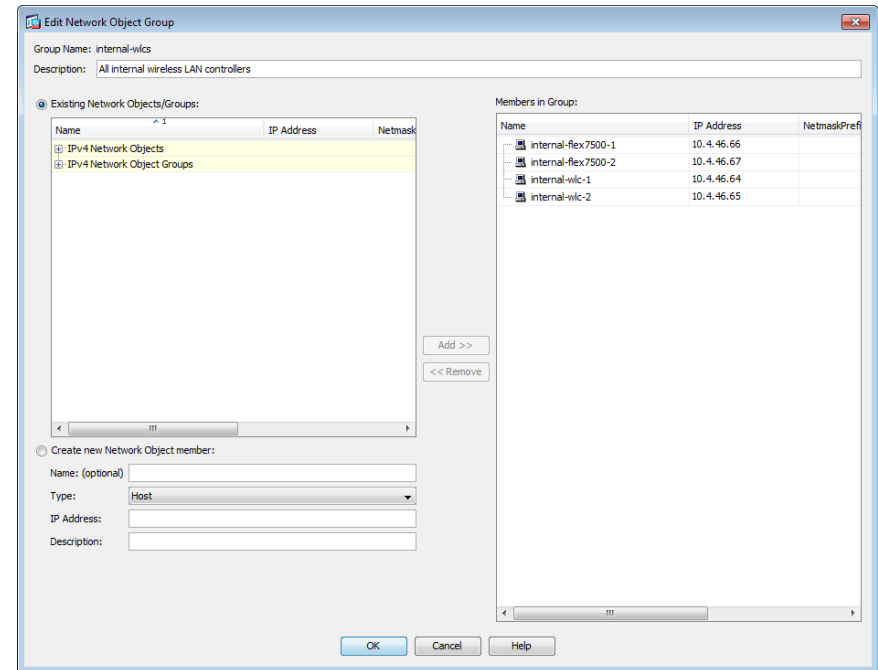 Edit Network Object Group
Group Name: internal-wlcs
Description: All internal wireless LAN controllers
Existing Network Objects/Groups:
Name 1 IP Address Netmask
IPv4 Network Objects
IPv4 Network Object Groups
Add >>
<< Remove
Create new Network Object member:
Name: (optional)
Type: Host
IP Address:
Description:
Members in Group:
Name IP Address NetmaskPrefi
internal-flex7500-1 10.4.46.66
internal-flex7500-2 10.4.46.67
internal-wlc-1 10.4.46.64
internal-wlc-2 10.4.46.65
OK Cancel Help